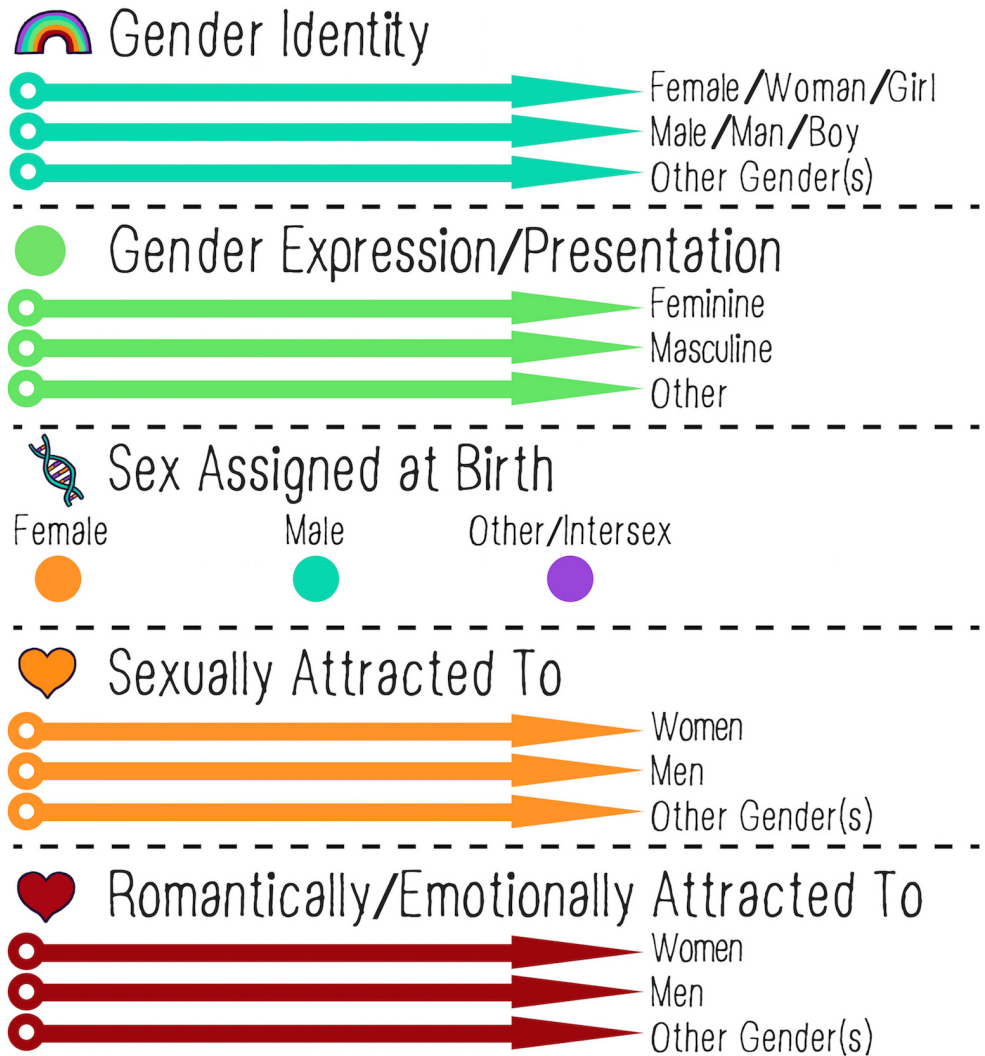 Gender Identity
Female/Woman/Girl
Male/Man/Boy
Other Gender(s)
Gender Expression/Presentation
Feminine
Masculine
Other
Sex Assigned at Birth
Female Male Other/Intersex
Sexually Attracted To
Women
Men
Other Gender(s)
Romantically/Emotionally Attracted To
Women
Men
Other Gender(s)